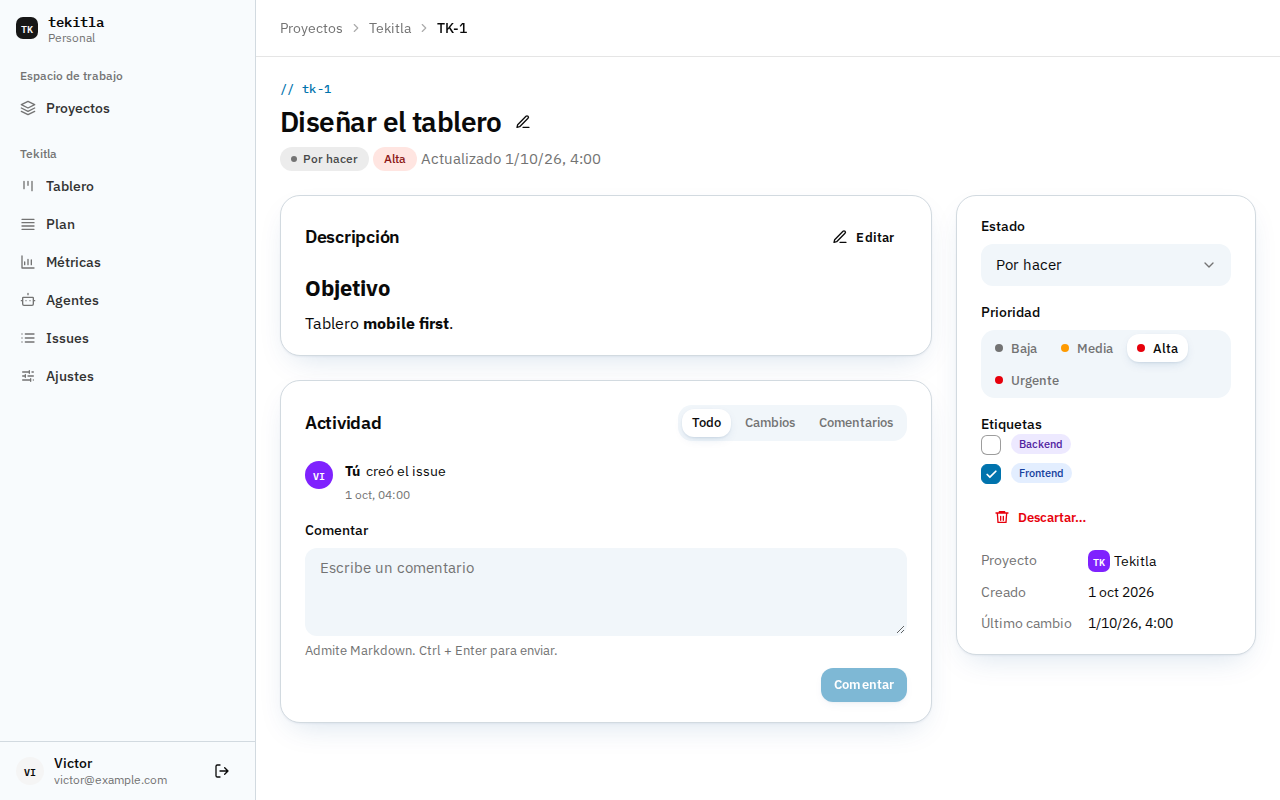 TK
tekitla
Personal
Espacio de trabajo
Proyectos
Tekitla
Tablero
Plan
Métricas
Agentes
Issues
Ajustes
VI
Victor
victor@example.com
Proyectos
Tekitla
TK-1
// tk-1
Diseñar el tablero
Por hacer
Alta
Actualizado 1/10/26, 4:00
Descripción
Editar
Objetivo
Tablero mobile first.
Actividad
Todo
Cambios
Comentarios
VI
Tú creó el issue
1 oct, 04:00
Comentar
Escribe un comentario
Admite Markdown. Ctrl + Enter para enviar.
Comentar
Estado
Por hacer
Prioridad
Baja
Media
Alta
Urgente
Etiquetas
Backend
Frontend
Descartar...
Proyecto
TK Tekitla
Creado
1 oct 2026
Último cambio
1/10/26, 4:00